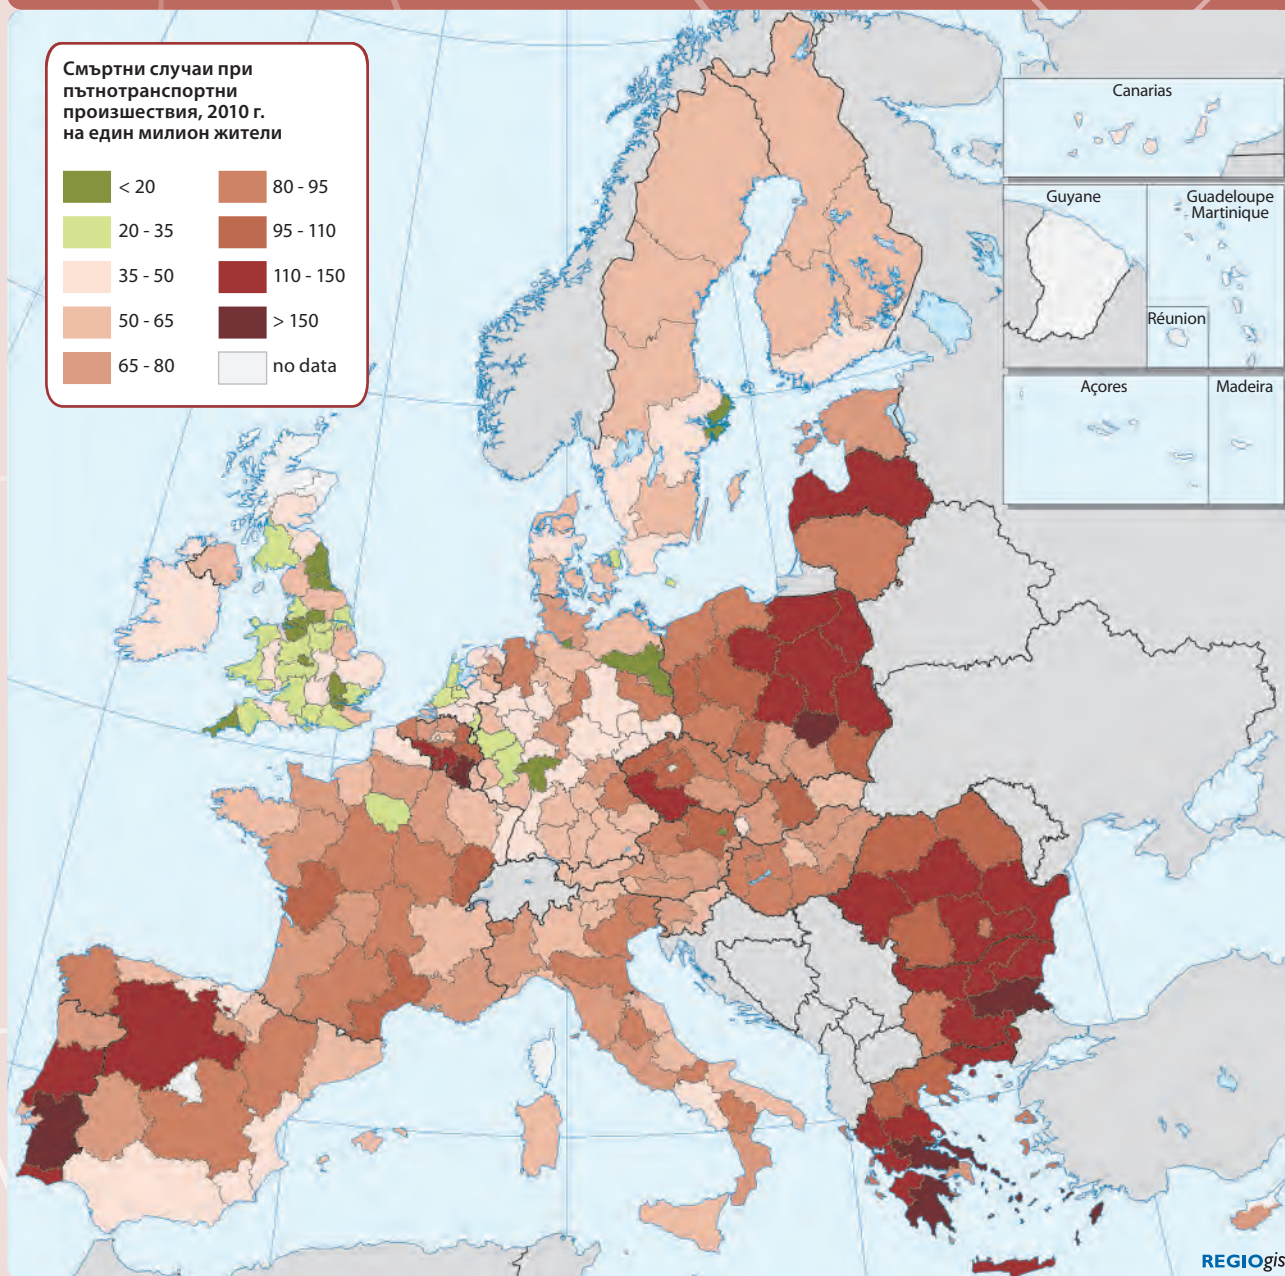 Смъртни случаи при
пътнотранспортни
произшествия, 2010 г.
на един милион жители
< 20
20 - 35
35 - 50
50 - 65
65 - 80
80 - 95
95 - 110
110 - 150
> 150
no data
Canarias
Guyane
Guadeloupe
Martinique
Réunion
Açores
Madeira
REGIOgis